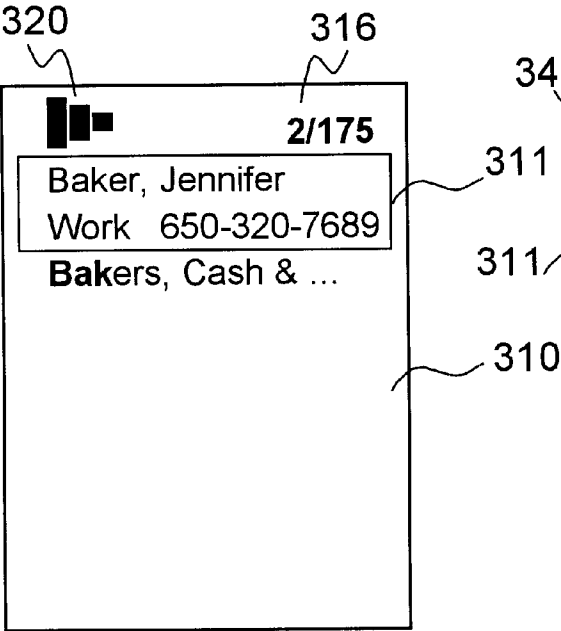 320
316
34
2/175
311
Baker, Jennifer
Work 650-320-7689
311
Bakers, Cash & ...
310